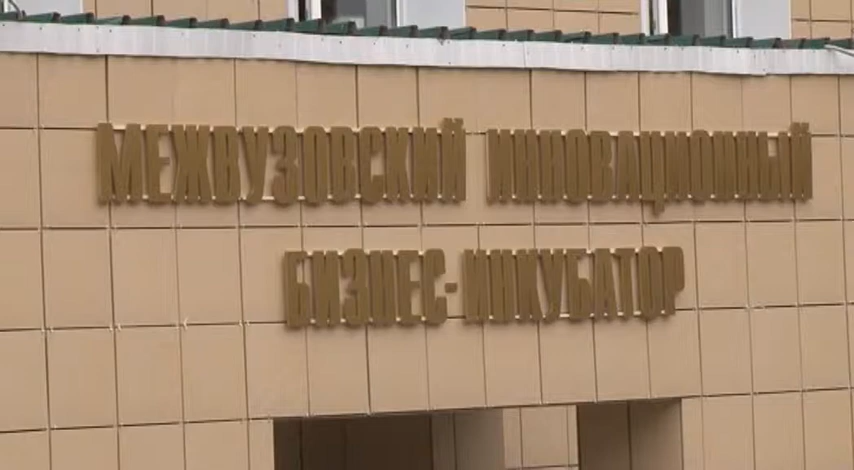 МЕЖВУЗОВСКИЙ ИННОВАЦИОННЫЙ
БИЗНЕС-ИНКУБАТОР